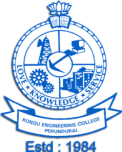 LOVE • KNOWLEDGE • SERVICE
KONGU ENGINEERING COLLEGE
PERUNDURAI
Estd : 1984